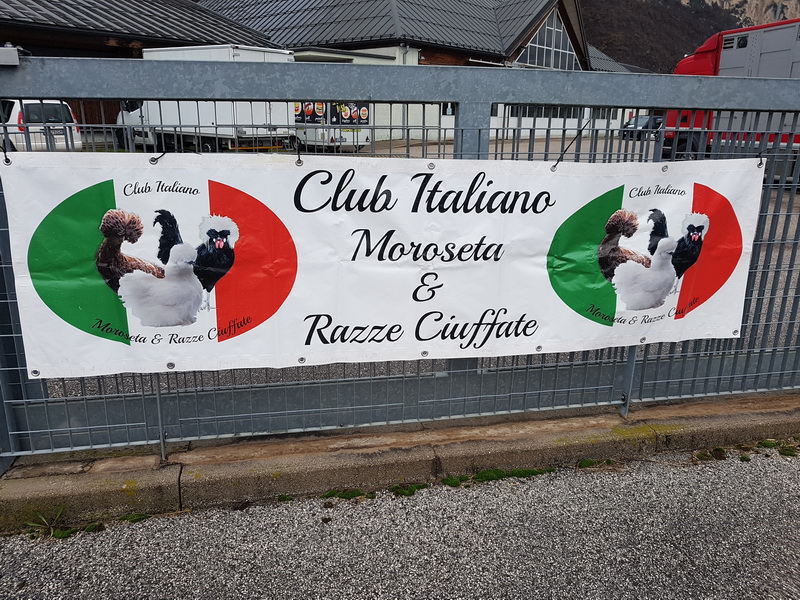 Club Italiano
Moroseta & Razze Ciuffate
Club Italiano
Moroseta
&
Razze Ciuffate
Club Italiano
Moroseta & Razze Ciuffate